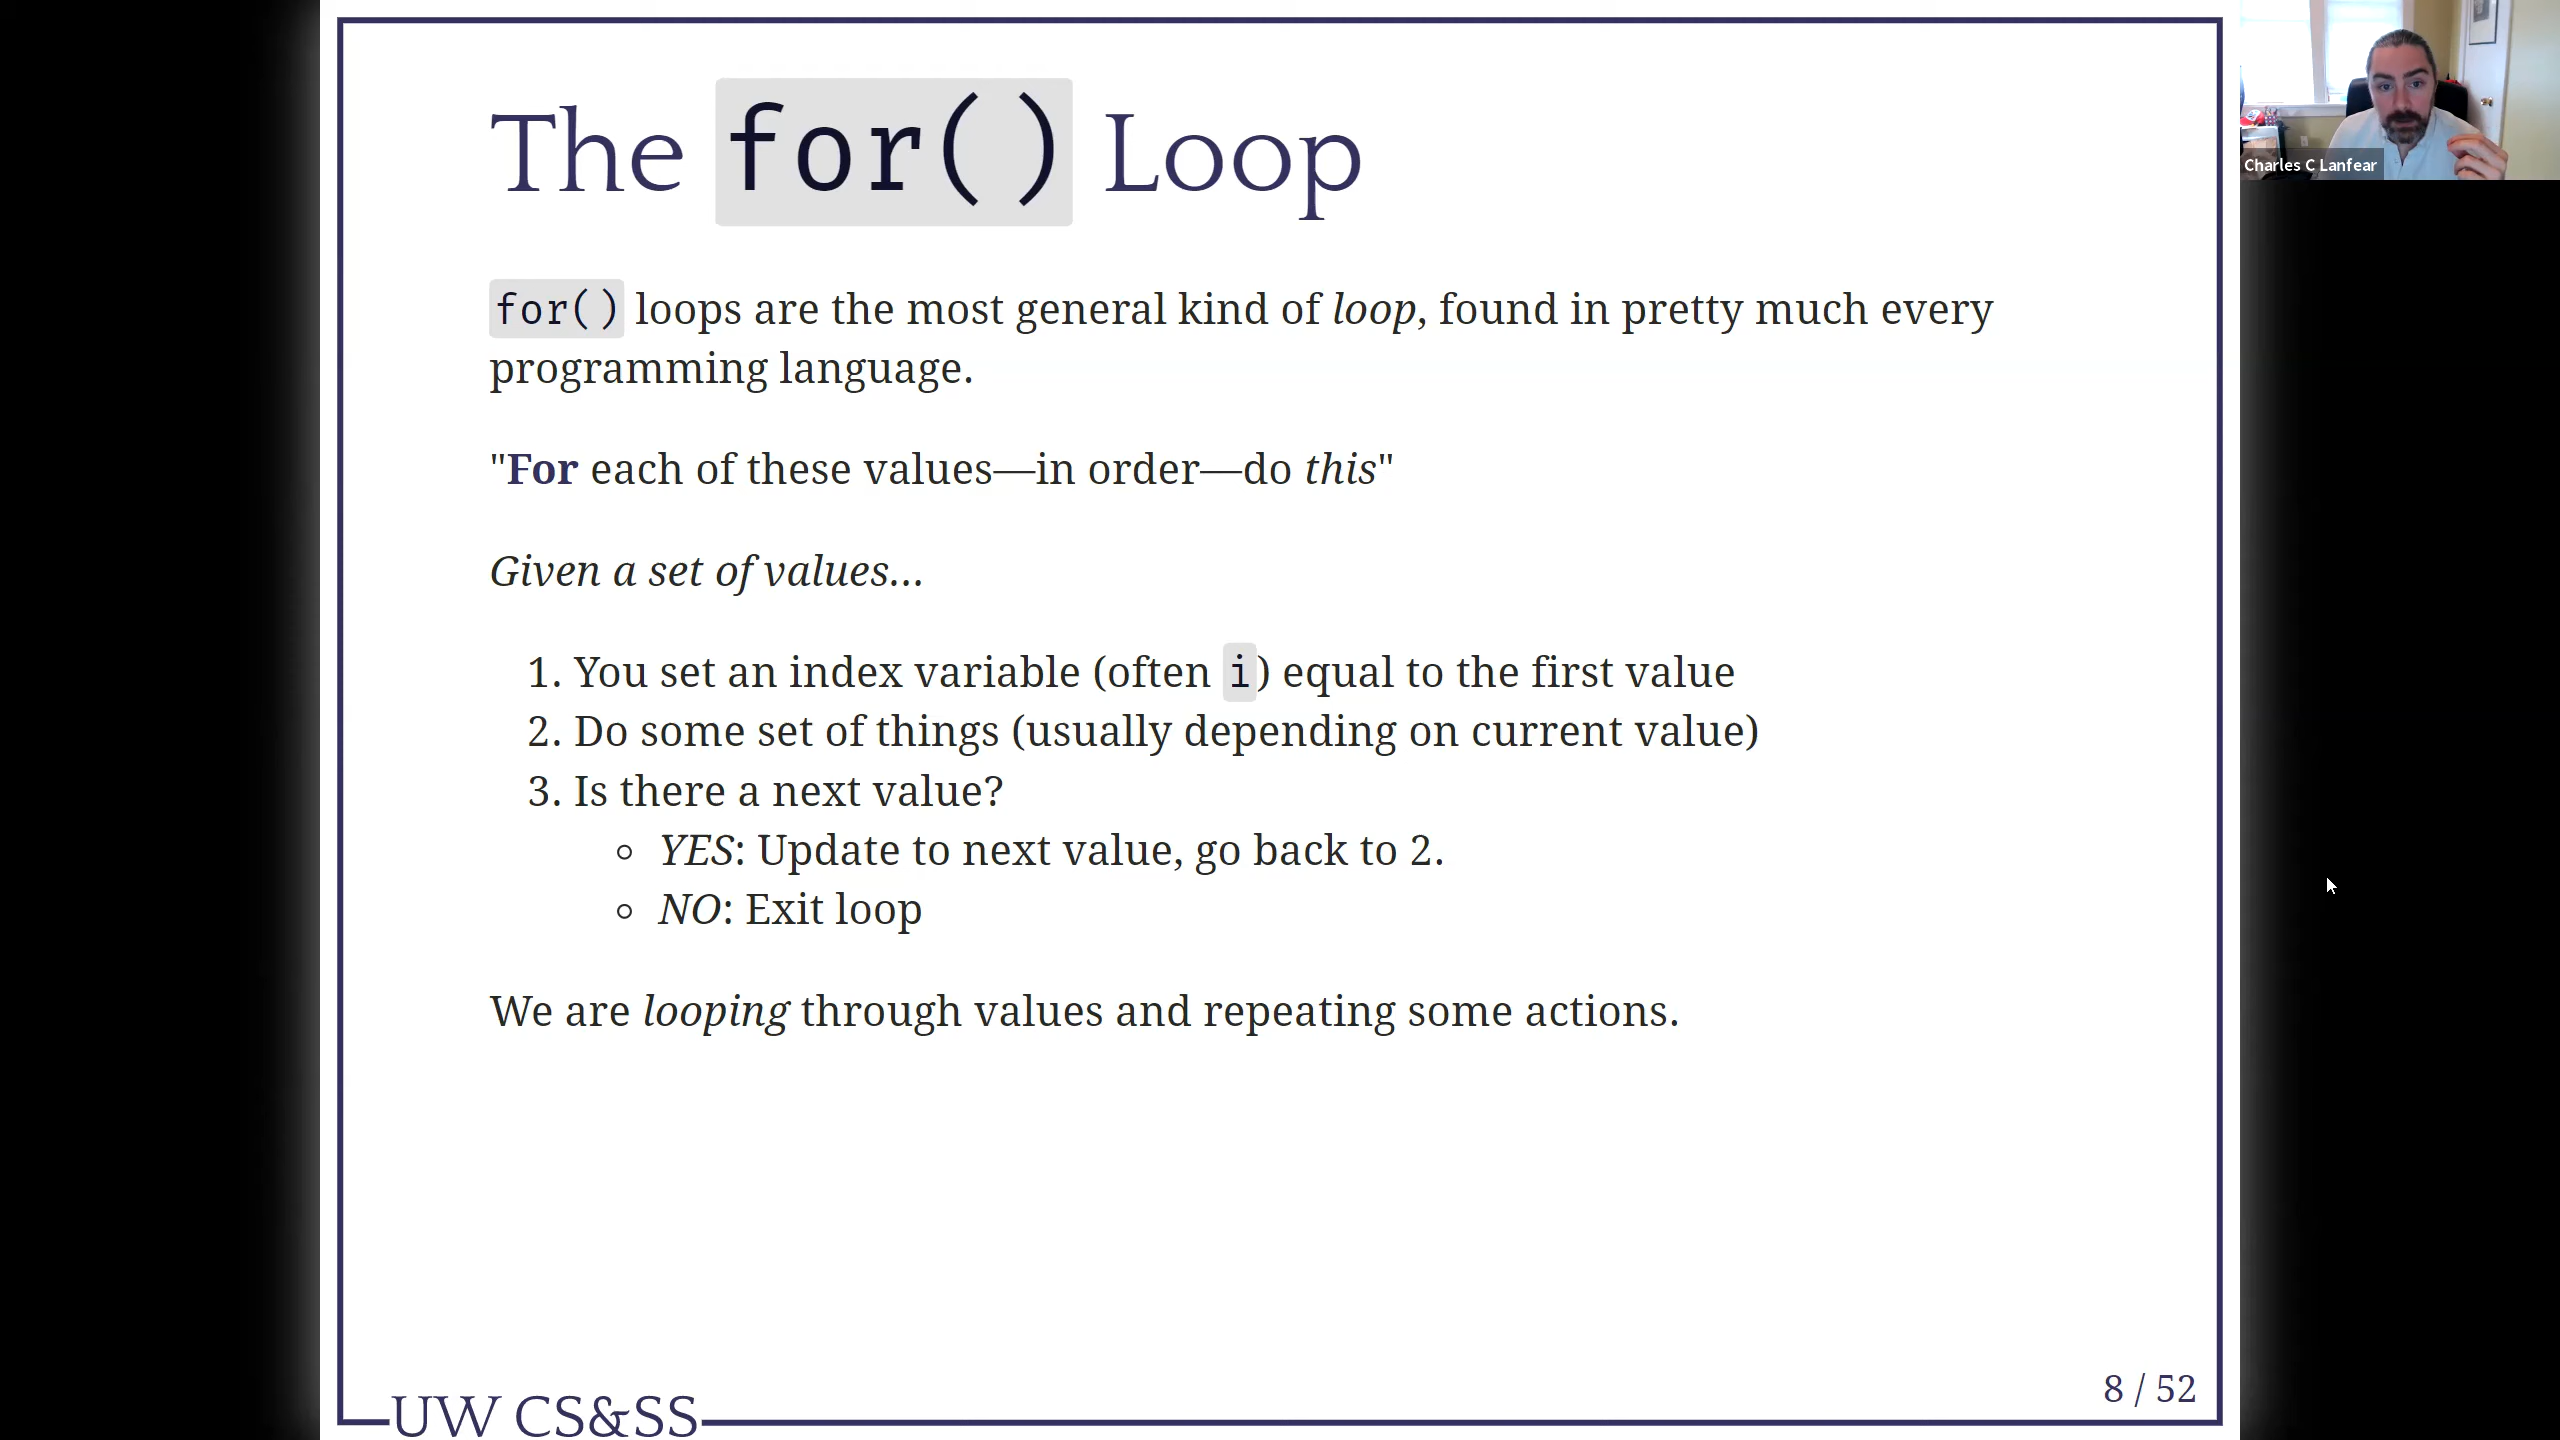 The for() Loop
Charles C Lanfear
for() loops are the most general kind of loop, found in pretty much every
programming language.
"For each of these values—in order—do this"
Given a set of values...
1. You set an index variable (often i) equal to the first value
2. Do some set of things (usually depending on current value)
3. Is there a next value?
◦ YES: Update to next value, go back to 2.
◦ NO: Exit loop
We are looping through values and repeating some actions.
8 / 52
UW CS&SS